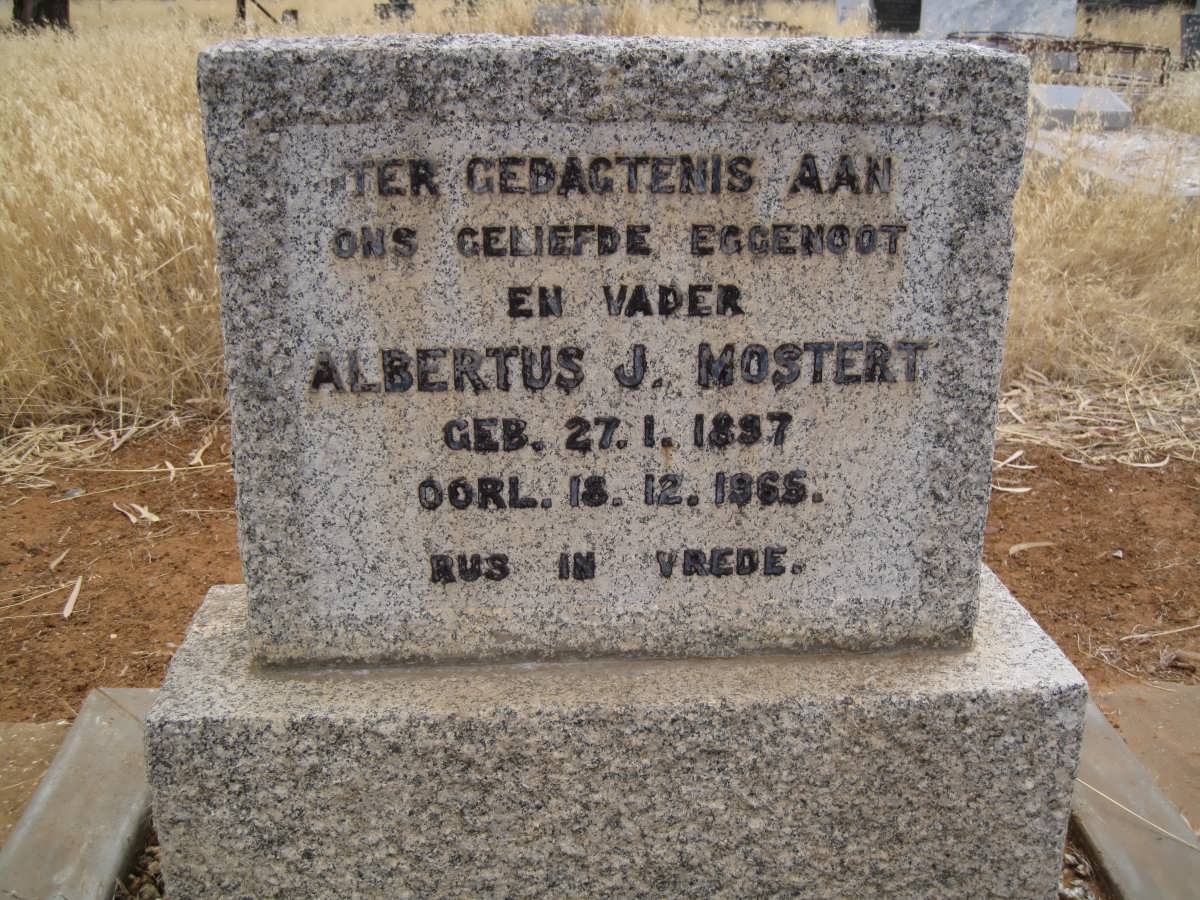 TER GEDAGTENIS AAN
ONS GELIEFDE EGGENOOT
EN VADER
ALBERTUS J. MOSTERT
GEB. 27. 1. 1897
OORL. 18. 12. 1965.
RUS IN VREDE.